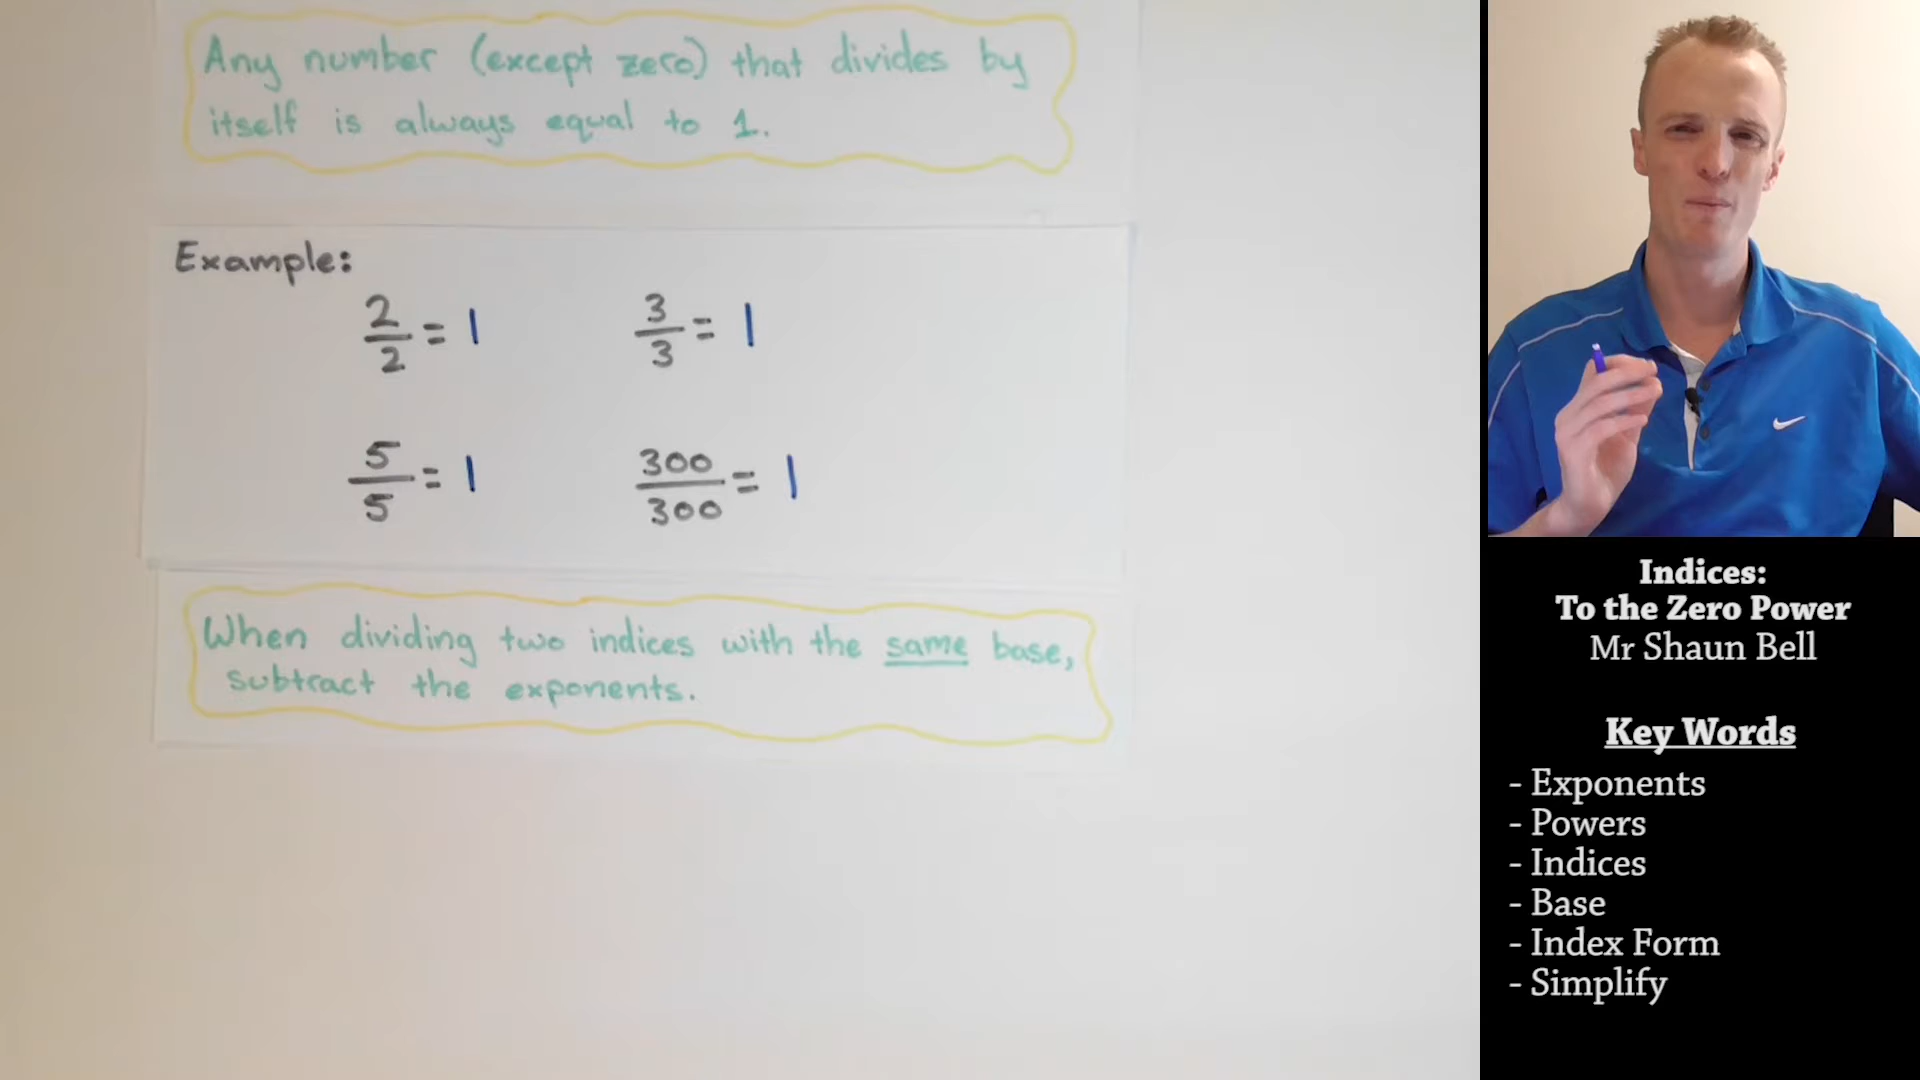 Any number (except zero) that divides by
itself is always equal to 1.
Example:
2/2 = 1
3/3 = 1
5/5 = 1
300/300 = 1
When dividing two indices with the same base,
subtract the exponents.
Indices:
To the Zero Power
Mr Shaun Bell
Key Words
- Exponents
- Powers
- Indices
- Base
- Index Form
- Simplify